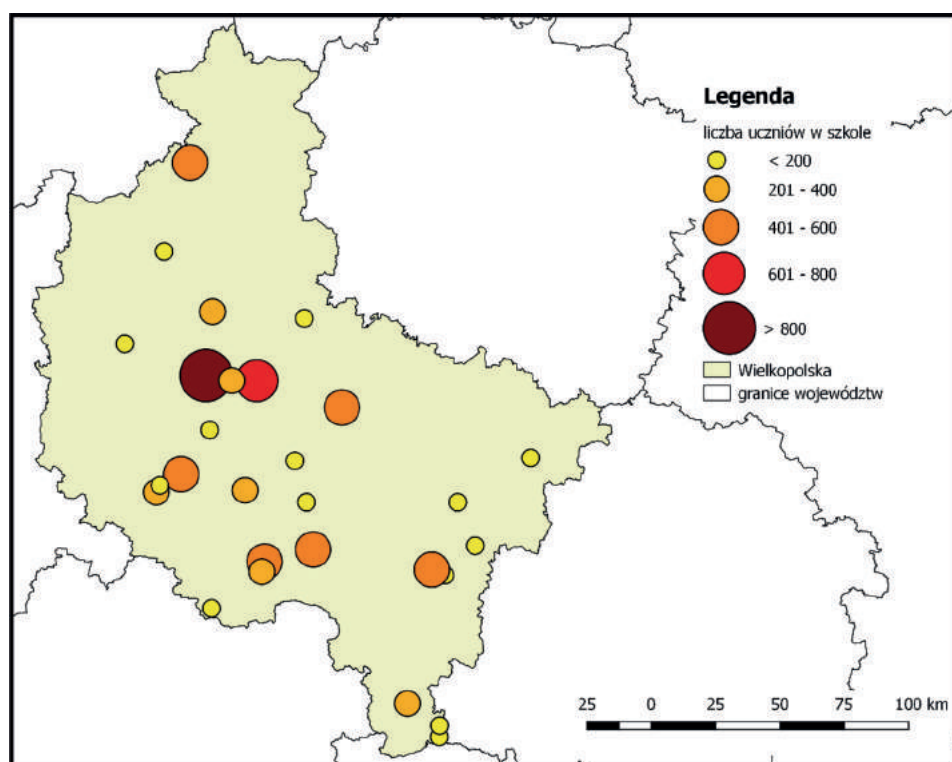 Legenda
liczba uczniów w szkole
< 200
201 - 400
401 - 600
601 - 800
> 800
Wielkopolska
granice województw
25 0 25 50 75 100 km